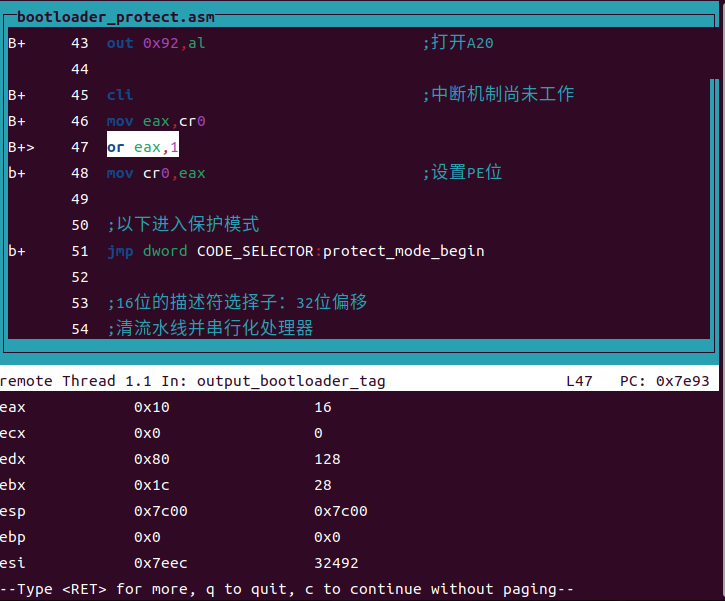 bootloader_protect.asm
B+ 43 out 0x92,al ;打开A20
44
B+ 45 cli ;中断机制尚未工作
B+ 46 mov eax,cr0
B+> 47 or eax,1
b+ 48 mov cr0,eax ;设置PE位
49
50 ;以下进入保护模式
b+ 51 jmp dword CODE_SELECTOR:protect_mode_begin
52
53 ;16位的描述符选择子：32位偏移
54 ;清流水线并串行化处理器
remote Thread 1.1 In: output_bootloader_tag L47 PC: 0x7e93
eax 0x10 16
ecx 0x0 0
edx 0x80 128
ebx 0x1c 28
esp 0x7c00 0x7c00
ebp 0x0 0x0
esi 0x7eec 32492
--Type <RET> for more, q to quit, c to continue without paging--